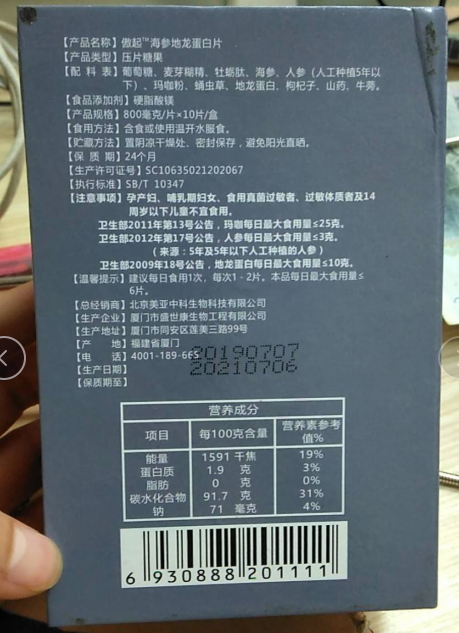 【产品名称】傲起™海参地龙蛋白片
【产品类型】压片糖果
【配 料 表】葡萄糖、麦芽糊精、牡蛎肽、海参、人参（人工种植5年以
下）、玛咖粉、蛹虫草、地龙蛋白、枸杞子、山药、牛蒡。
【食品添加剂】硬脂酸镁
【产品规格】800毫克/片×10片/盒
【食用方法】含食或使用温开水服食。
【贮藏方法】置阴凉干燥处、密封保存，避免阳光直晒。
【保 质 期】24个月
【生产许可证号】SC10635021202067
【执行标准】SB/T 10347
【注意事项】孕产妇、哺乳期妇女、食用真菌过敏者、过敏体质者及14
周岁以下儿童不宜食用。
卫生部2011年第13号公告，玛咖每日最大食用量≤25克。
卫生部2012年第17号公告，人参每日最大食用量≤3克。
（来源：5年及5年以下人工种植的人参）
卫生部2009年18号公告，地龙蛋白每日最大食用量≤10克。
【温馨提示】建议每日食用1次，每次1-2片。本品每日最大食用量≤
6片。
【总经销商】北京美亚中科生物科技有限公司
【生产企业】厦门市盛世康生物工程有限公司
【生产地址】厦门市同安区莲美三路99号
【产 地】福建省厦门
【电 话】4001-189-665
【生产日期】20190707
【保质期至】20210706
营养成分
项目 每100克含量 营养素参考值%
能量 1591 千焦 19%
蛋白质 1.9 克 3%
脂肪 0 克 0%
碳水化合物 91.7 克 31%
钠 71 毫克 4%
6 930888 201111